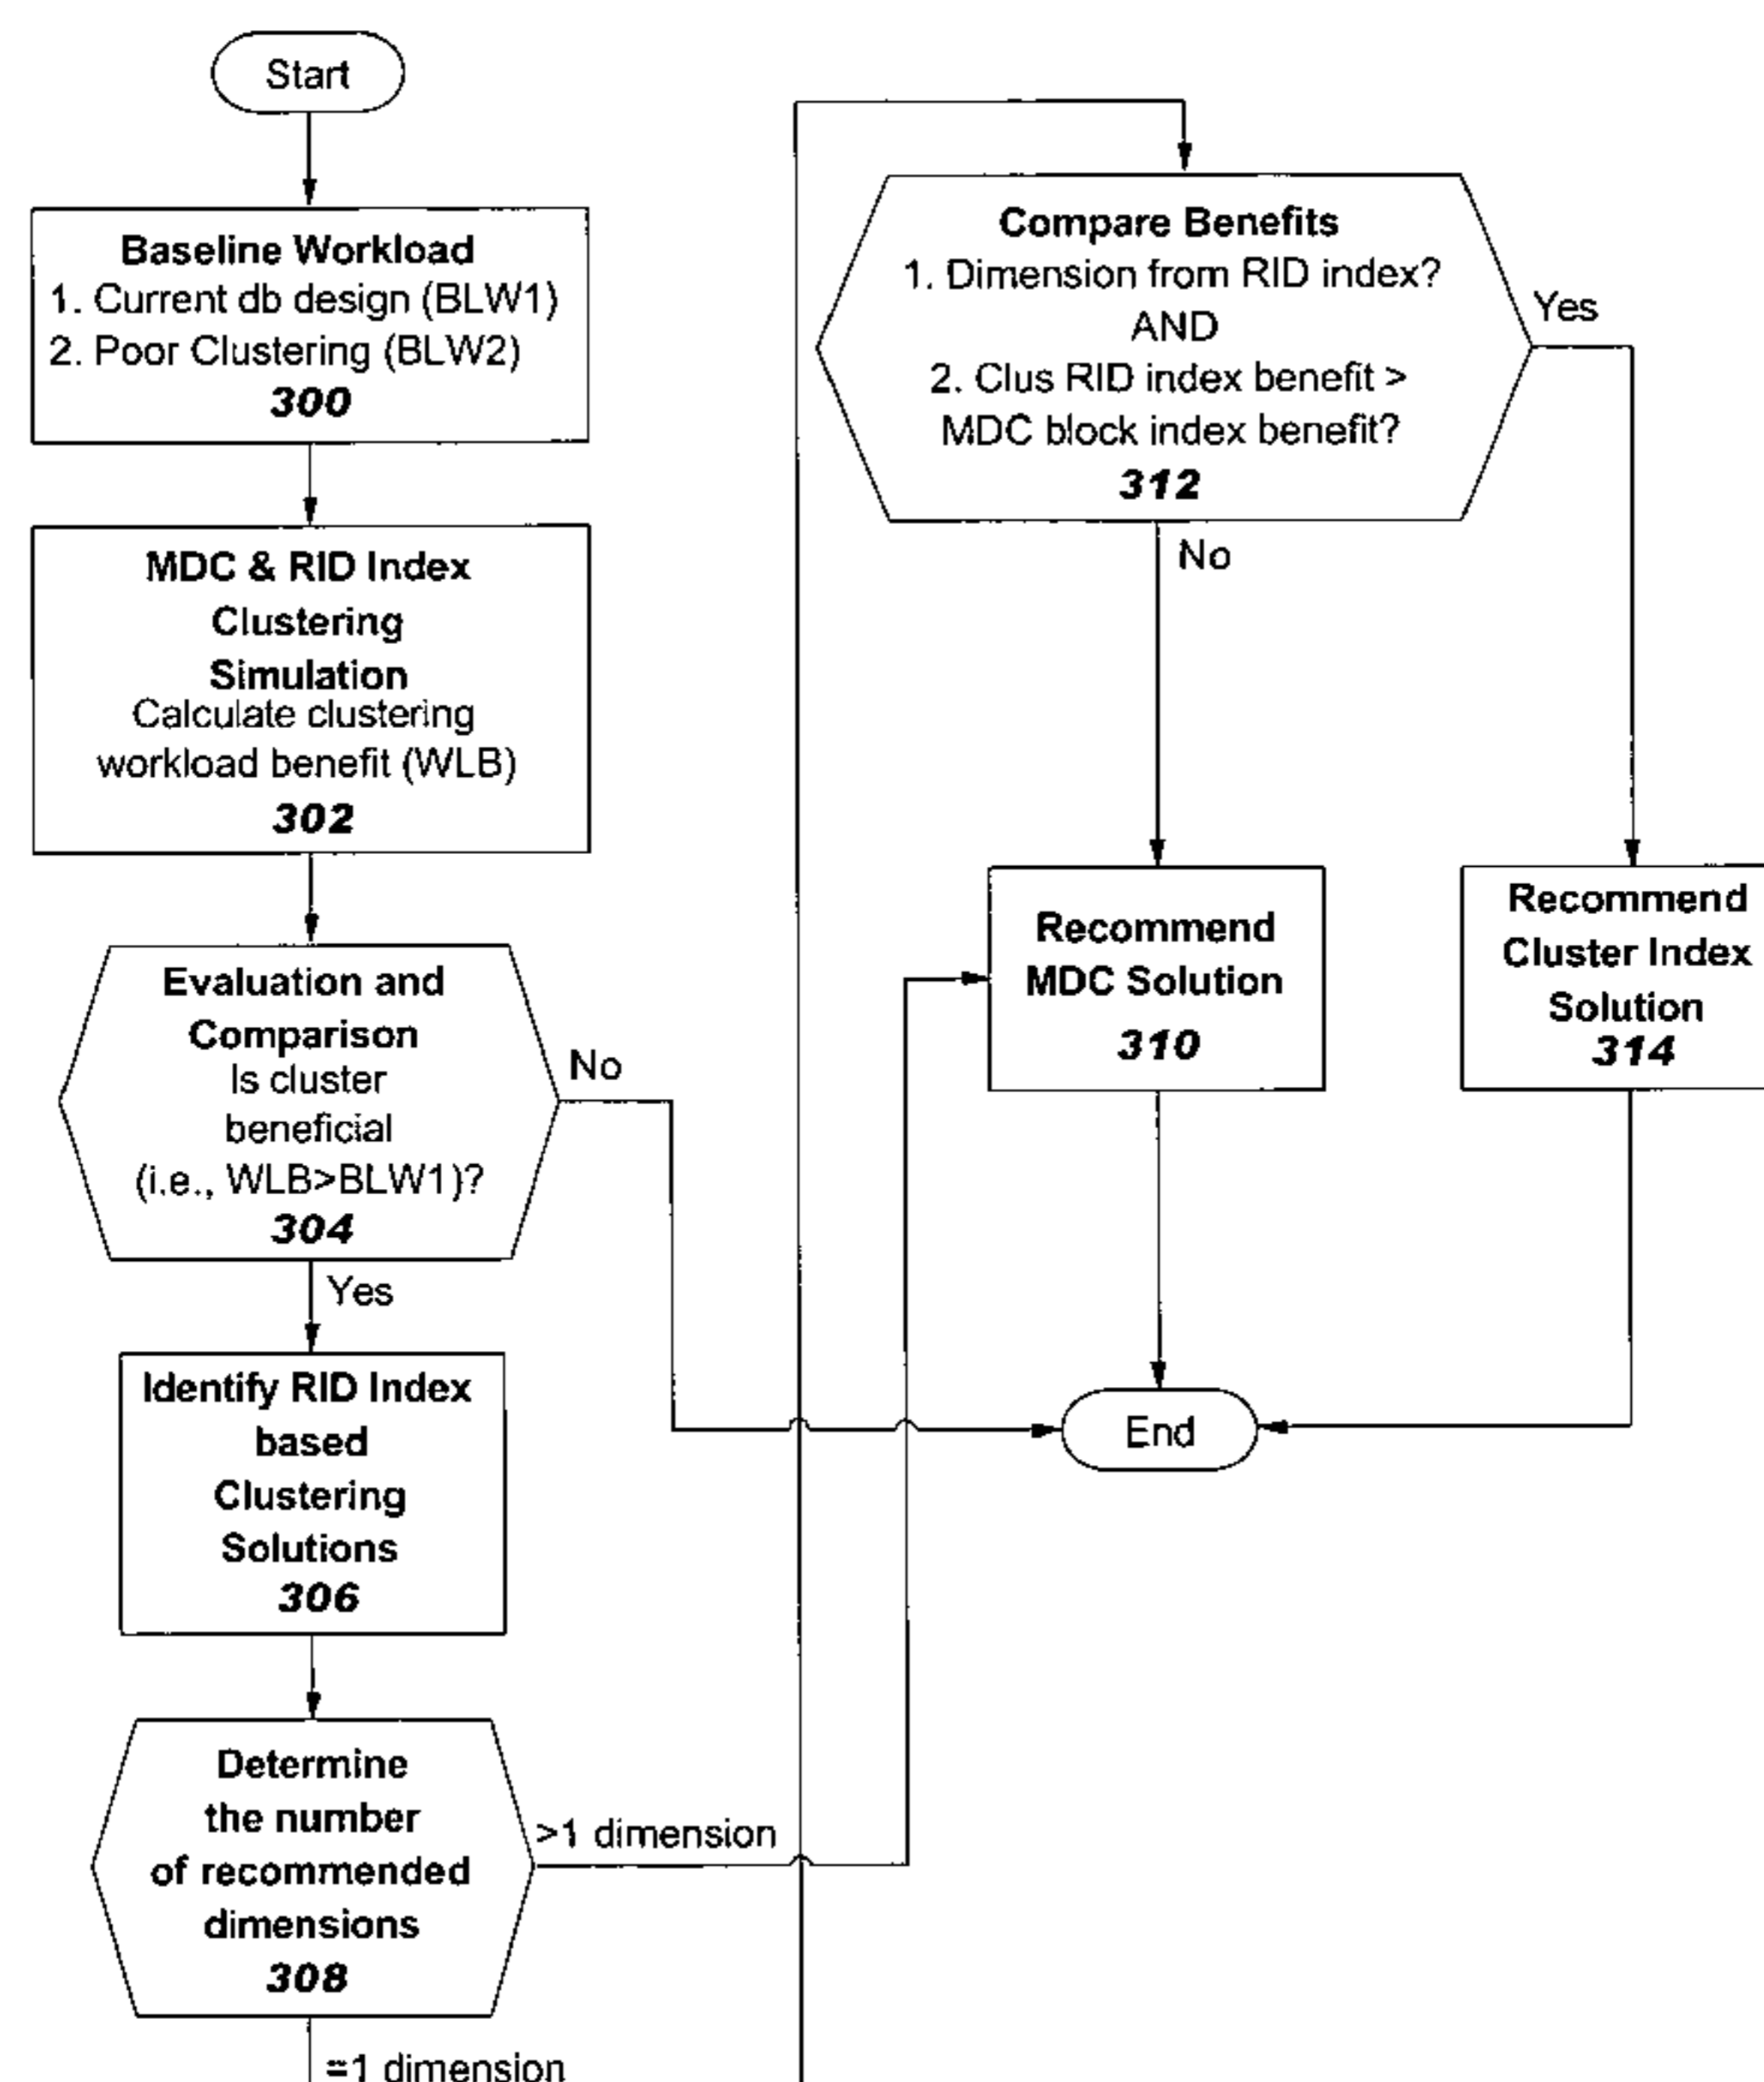 Start
Baseline Workload
1. Current db design (BLW1)
2. Poor Clustering (BLW2)
300
MDC & RID Index
Clustering
Simulation
Calculate clustering
workload benefit (WLB)
302
Evaluation and
Comparison
Is cluster
beneficial
(i.e., WLB>BLW1)?
304
No
Yes
Identify RID Index
based
Clustering
Solutions
306
Determine
the number
of recommended
dimensions
308
>1 dimension
=1 dimension
Compare Benefits
1. Dimension from RID index?
AND
2. Clus RID index benefit >
MDC block index benefit?
312
Yes
No
Recommend
MDC Solution
310
Recommend
Cluster Index
Solution
314
End